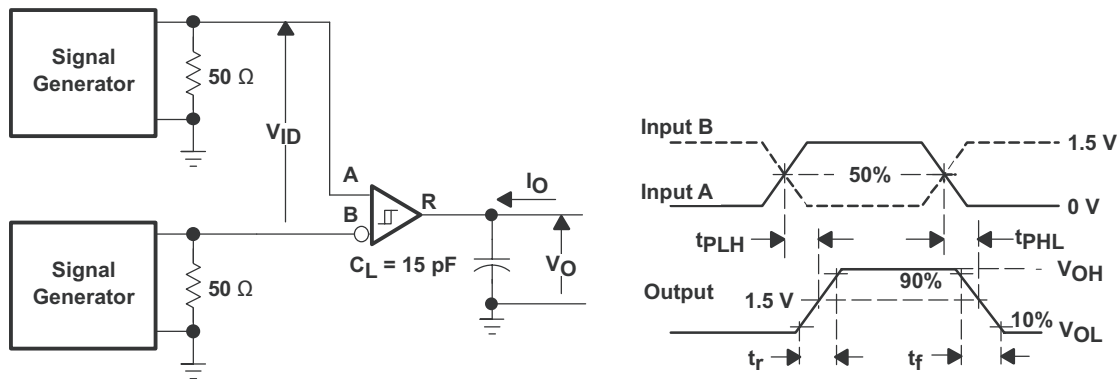 Signal
Generator
50 Ω
VID
A
B
R
IO
CL = 15 pF
VO
Signal
Generator
50 Ω
Input B
1.5 V
50%
Input A
0 V
tPLH
tPHL
VOH
90%
Output
1.5 V
10%
VOL
tr
tf